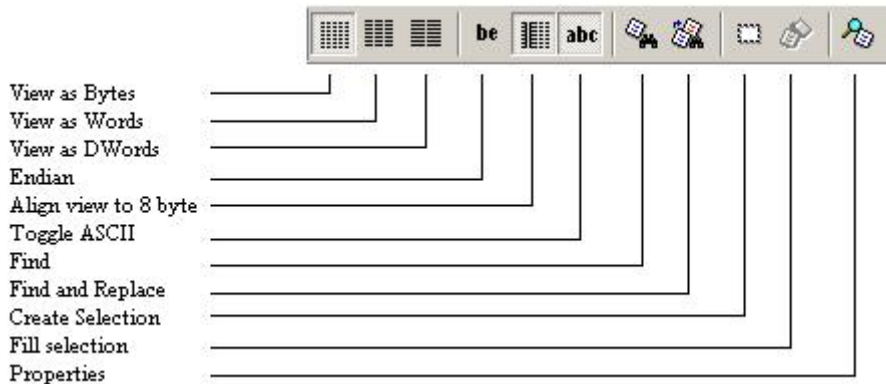 be abc
View as Bytes
View as Words
View as DWords
Endian
Align view to 8 byte
Toggle ASCII
Find
Find and Replace
Create Selection
Fill selection
Properties